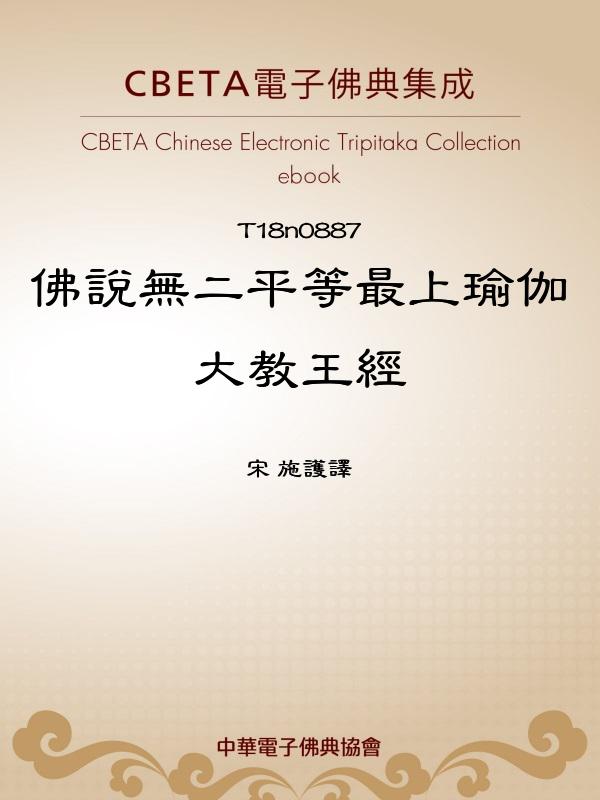 CBETA電子佛典集成
CBETA Chinese Electronic Tripitaka Collection
ebook
T18n0887
佛說無二平等最上瑜伽
大教王經
宋 施護譯
中華電子佛典協會